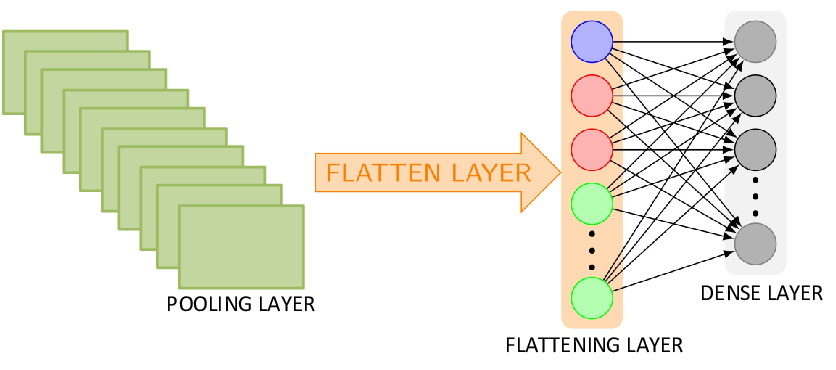 FLATTEN LAYER
POOLING LAYER
DENSE LAYER
FLATTENING LAYER